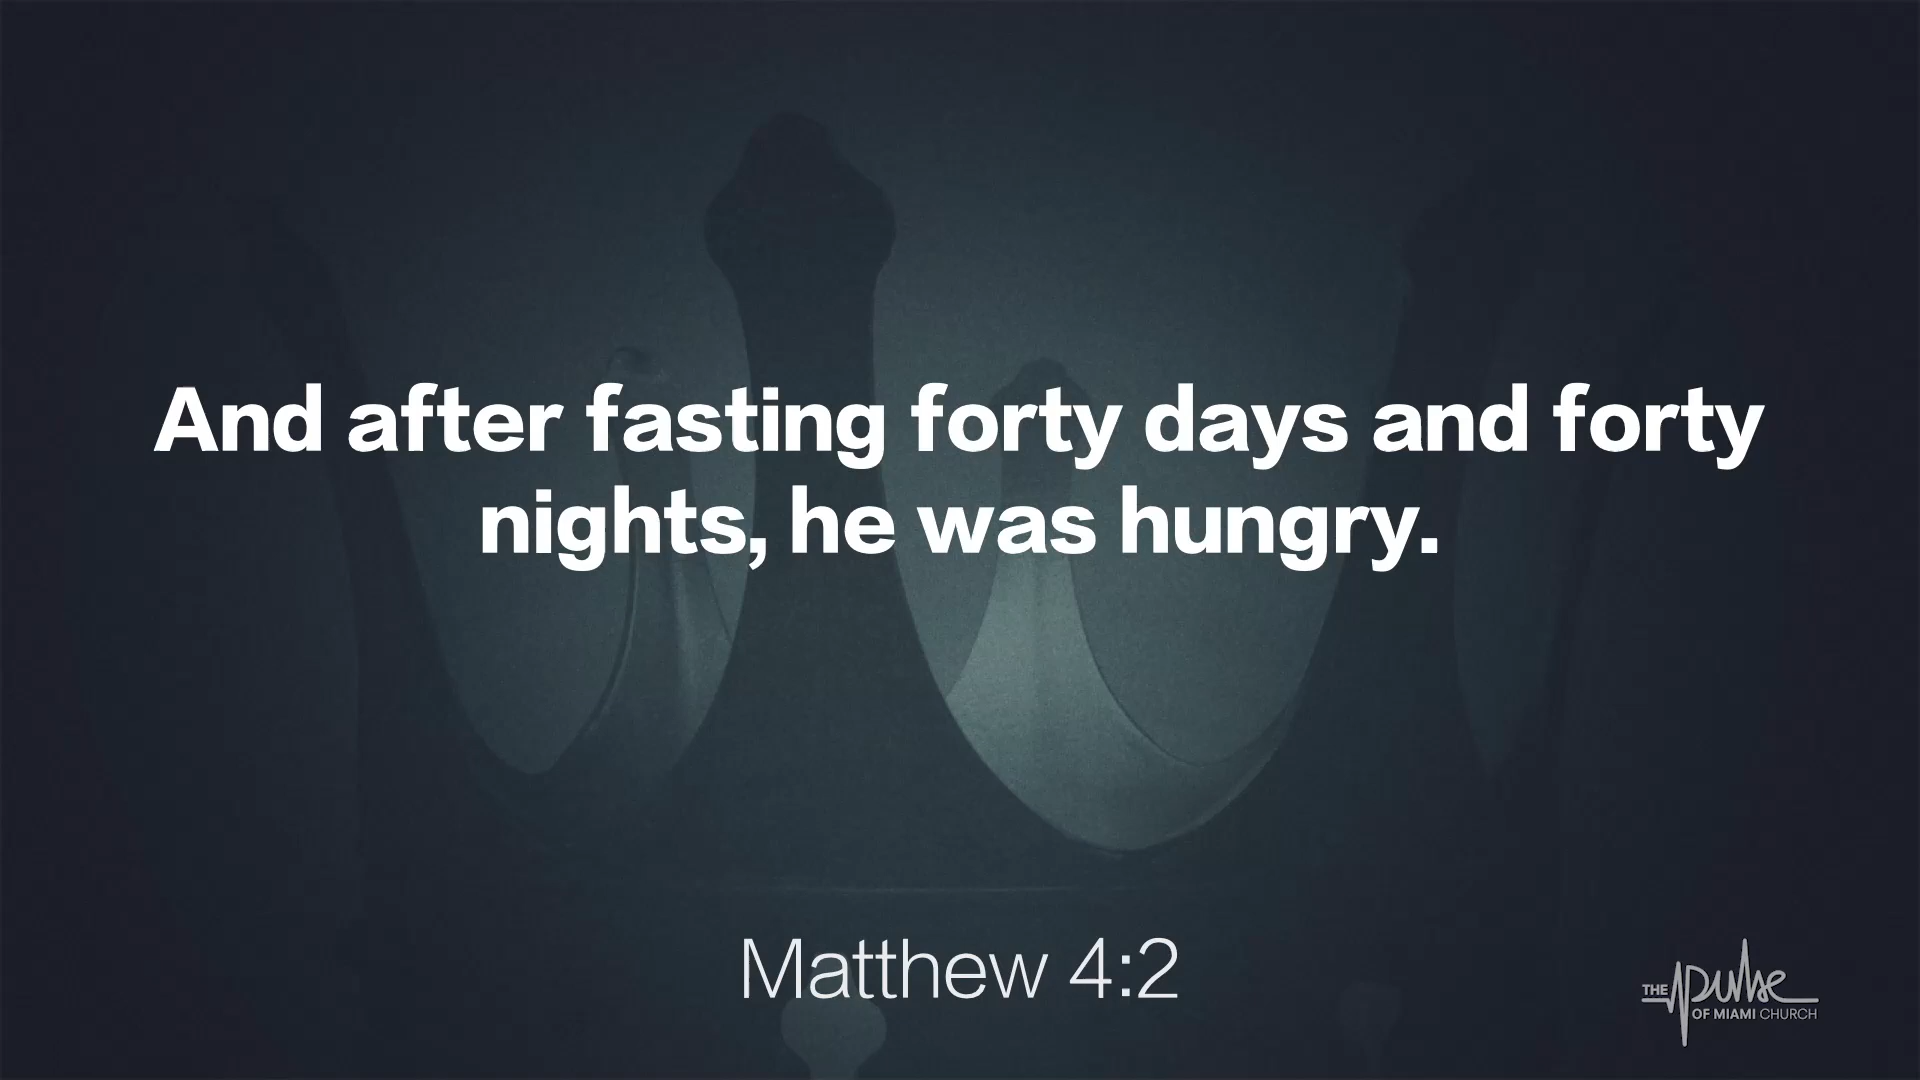 And after fasting forty days and forty
nights, he was hungry.
Matthew 4:2
THE pulse
OF MIAMI CHURCH